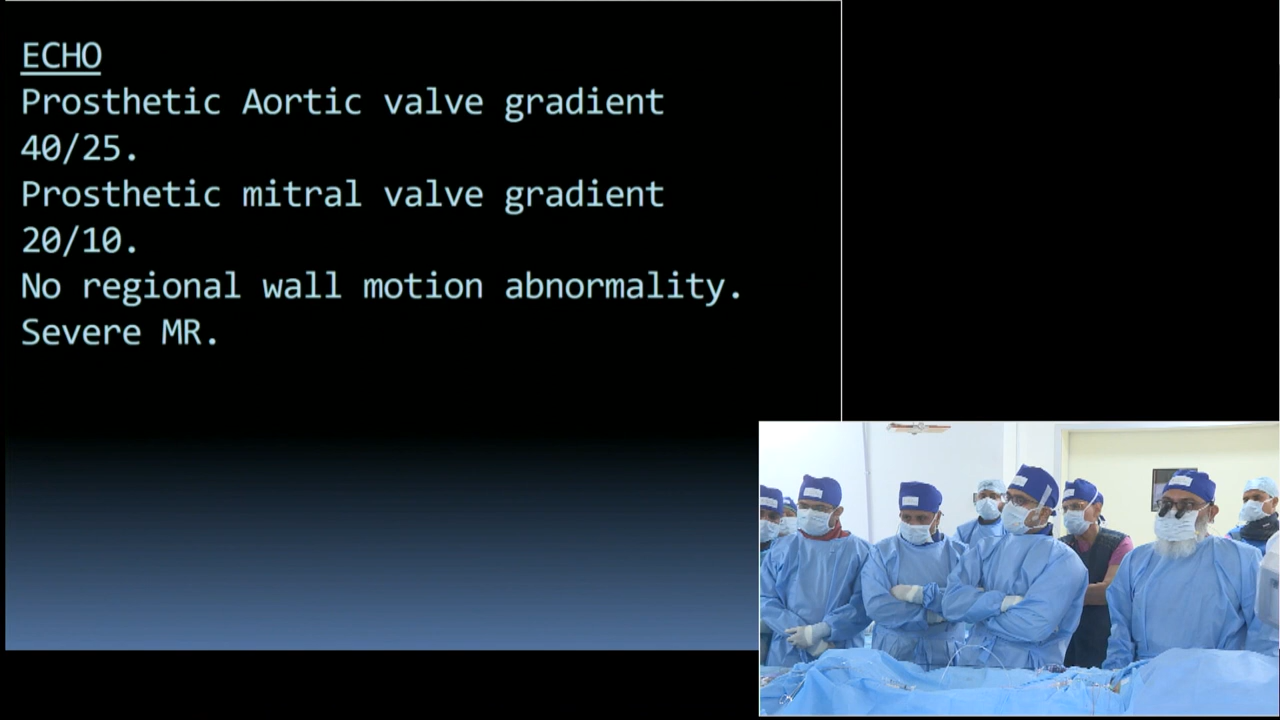 ECHO
Prosthetic Aortic valve gradient
40/25.
Prosthetic mitral valve gradient
20/10.
No regional wall motion abnormality.
Severe MR.